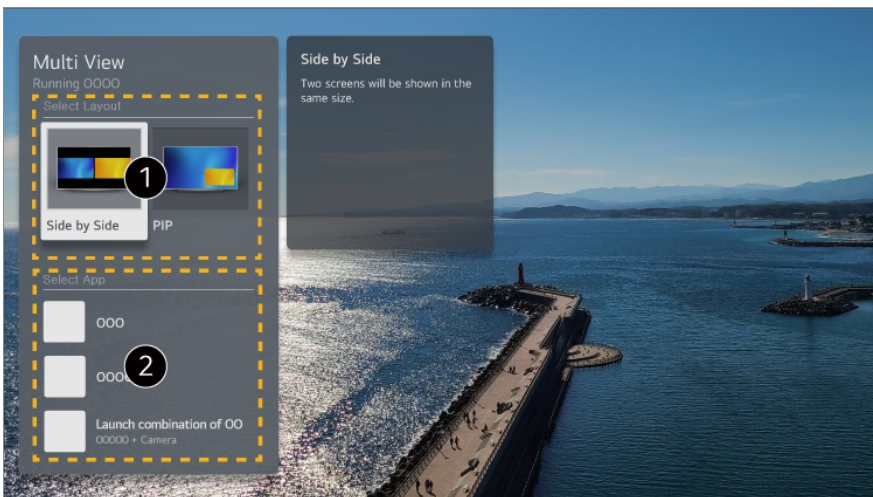 Multi View
Running OOOO
Select Layout
1
Side by Side
PIP
Select App
OOO
2
Launch combination of OO
OOOOO + Camera
Side by Side
Two screens will be shown in the
same size.